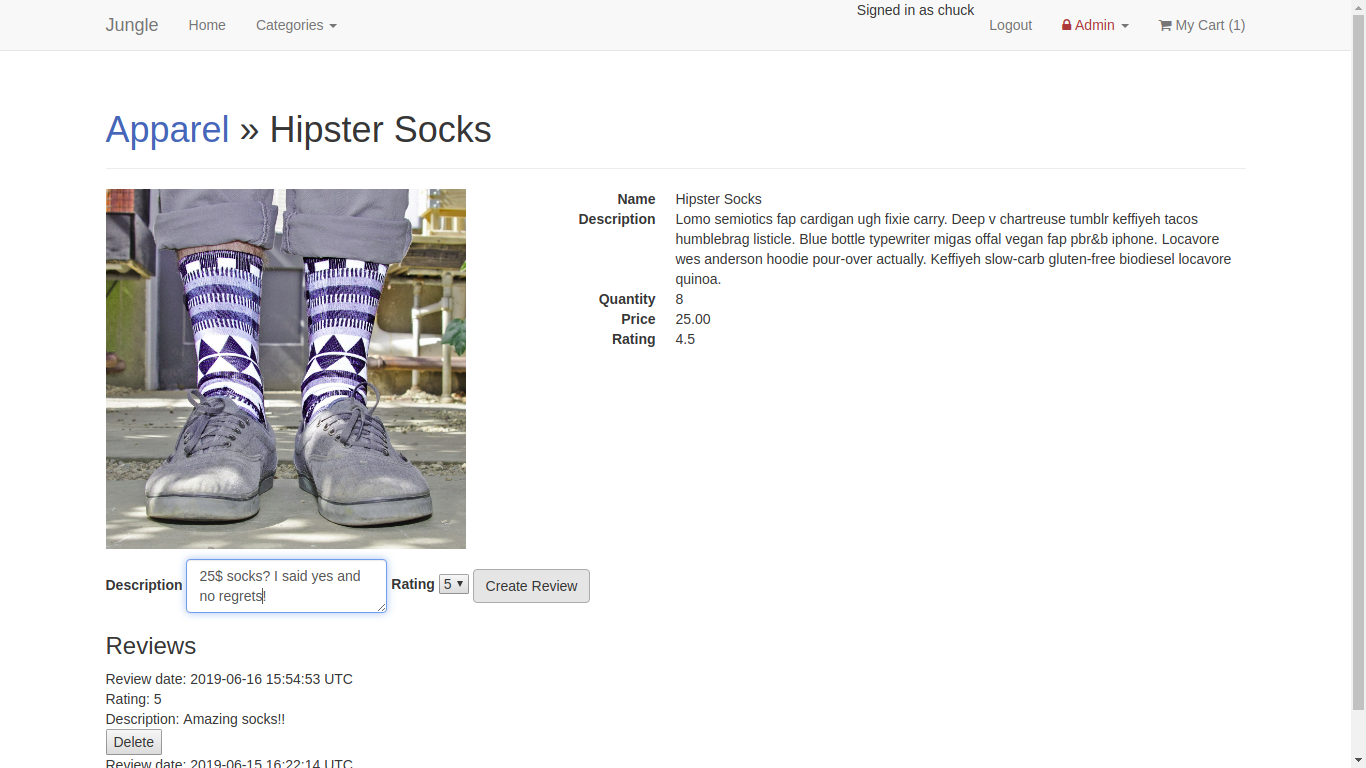 Jungle Home Categories Signed in as chuck Logout Admin My Cart (1)
Apparel » Hipster Socks
Name Hipster Socks
Description Lomo semiotics fap cardigan ugh fixie carry. Deep v chartreuse tumblr keffiyeh tacos
humblebrag listicle. Blue bottle typewriter migas offal vegan fap pbr&b iphone. Locavore
wes anderson hoodie pour-over actually. Keffiyeh slow-carb gluten-free biodiesel locavore
quinoa.
Quantity 8
Price 25.00
Rating 4.5
Description 25$ socks? I said yes and
no regrets!
Rating 5 Create Review
Reviews
Review date: 2019-06-16 15:54:53 UTC
Rating: 5
Description: Amazing socks!!
Delete
Review date: 2019-06-15 16:22:14 UTC